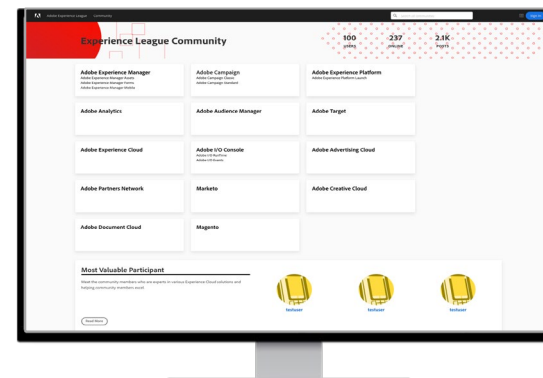 Adobe Experience League Community
Sign In
Experience League Community
100
USERS
237
ONLINE
2.1K
POSTS
Adobe Experience Manager
Adobe Experience Manager Assets
Adobe Experience Manager Forms
Adobe Experience Manager Mobile
Adobe Campaign
Adobe Campaign Classic
Adobe Campaign Standard
Adobe Experience Platform
Adobe Experience Platform Launch
Adobe Analytics
Adobe Audience Manager
Adobe Target
Adobe Experience Cloud
Adobe I/O Console
Adobe I/O Runtime
Adobe I/O Events
Adobe Advertising Cloud
Adobe Partners Network
Marketo
Adobe Creative Cloud
Adobe Document Cloud
Magento
Most Valuable Participant
Meet the community members who are experts in various Experience Cloud solutions and
helping community members assist
Read More
testuser
testuser
testuser